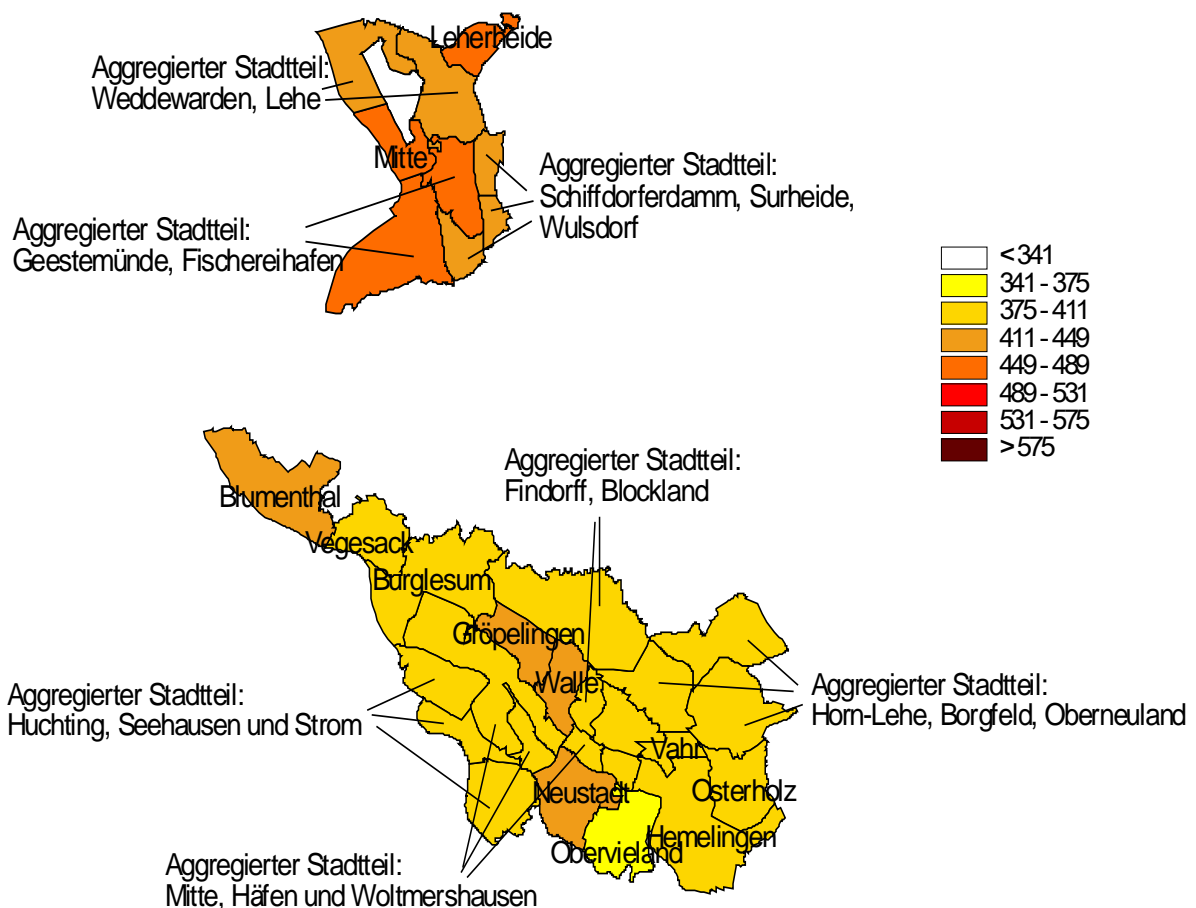 Leherheide
Aggregierter Stadtteil:
Weddewarden, Lehe
Mitte
Aggregierter Stadtteil:
Schiffdorferdamm, Surheide,
Wulsdorf
Aggregierter Stadtteil:
Geestemünde, Fischereihafen
< 341
341 - 375
375 - 411
411 - 449
449 - 489
489 - 531
531 - 575
> 575
Aggregierter Stadtteil:
Findorff, Blockland
Blumenthal
Vegesack
Burglesum
Gröpelingen
Walle
Aggregierter Stadtteil:
Huchting, Seehausen und Strom
Aggregierter Stadtteil:
Horn-Lehe, Borgfeld, Oberneuland
Vahr
Neustadt
Osterholz
Hemelingen
Obervieland
Aggregierter Stadtteil:
Mitte, Häfen und Woltmershausen